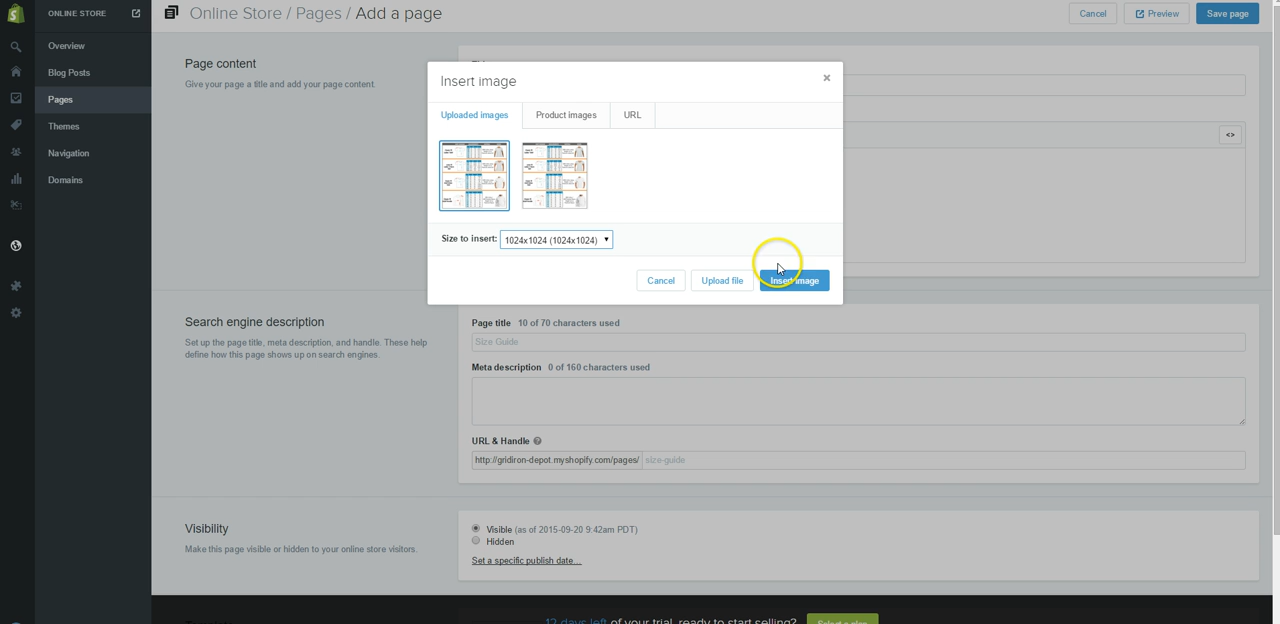 ONLINE STORE
Online Store / Pages / Add a page
Cancel
Preview
Save page
Overview
Blog Posts
Pages
Themes
Navigation
Domains
Page content
Give your page a title and add your page content.
Insert image
×
Uploaded images
Product images
URL
<>
Size to insert:
1024x1024 (1024x1024)
Cancel
Upload file
Insert image
Search engine description
Set up the page title, meta description, and handle. These help
define how this page shows up on search engines.
Page title 10 of 70 characters used
Size Guide
Meta description 0 of 160 characters used
URL & Handle ?
http://gridiron-depot.myshopify.com/pages/ size-guide
Visibility
Make this page visible or hidden to your online store visitors.
Visible (as of 2015-09-20 9:42am PDT)
Hidden
Set a specific publish date...
12 days left of your trial, ready to start selling?
Select a plan